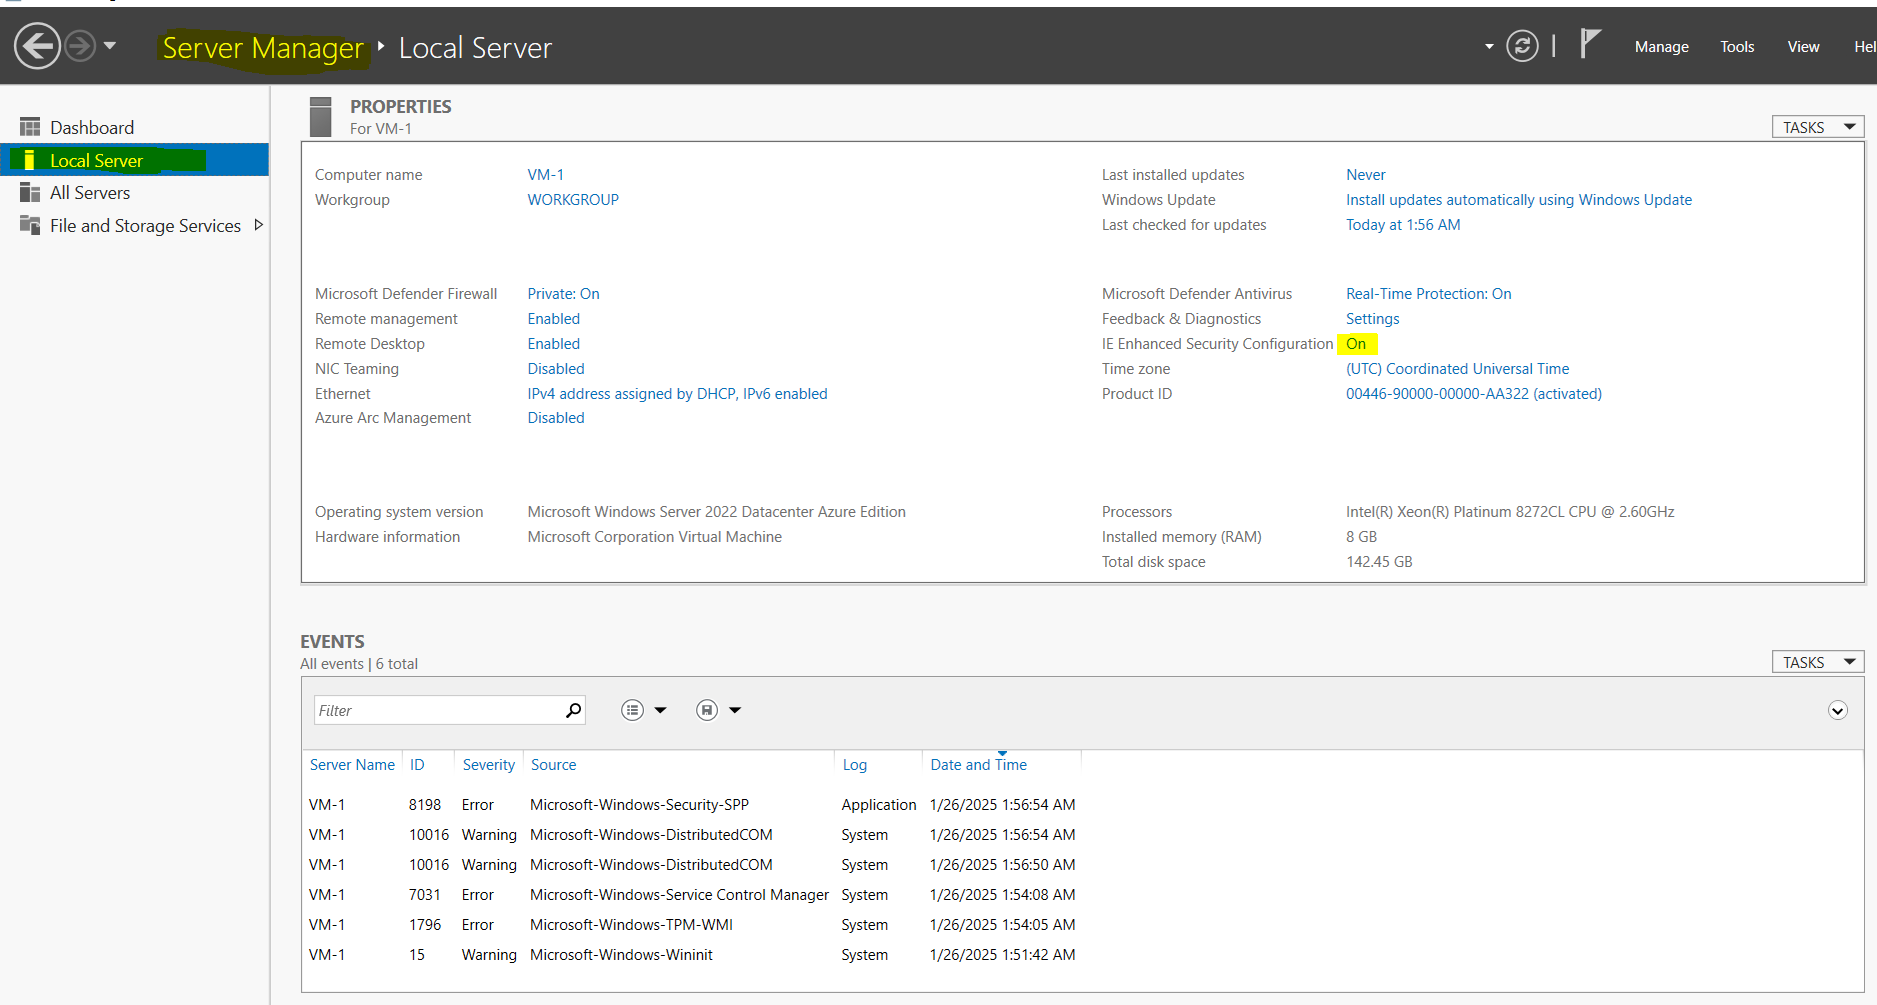 Server Manager ‣ Local Server
Manage Tools View Hel
Dashboard
Local Server
All Servers
File and Storage Services
PROPERTIES
For VM-1
TASKS
Computer name VM-1
Workgroup WORKGROUP
Last installed updates Never
Windows Update Install updates automatically using Windows Update
Last checked for updates Today at 1:56 AM
Microsoft Defender Firewall Private: On
Remote management Enabled
Remote Desktop Enabled
NIC Teaming Disabled
Ethernet IPv4 address assigned by DHCP, IPv6 enabled
Azure Arc Management Disabled
Microsoft Defender Antivirus Real-Time Protection: On
Feedback & Diagnostics Settings
IE Enhanced Security Configuration On
Time zone (UTC) Coordinated Universal Time
Product ID 00446-90000-00000-AA322 (activated)
Operating system version Microsoft Windows Server 2022 Datacenter Azure Edition
Hardware information Microsoft Corporation Virtual Machine
Processors Intel(R) Xeon(R) Platinum 8272CL CPU @ 2.60GHz
Installed memory (RAM) 8 GB
Total disk space 142.45 GB
EVENTS
All events | 6 total
TASKS
Filter
Server Name ID Severity Source Log Date and Time
VM-1 8198 Error Microsoft-Windows-Security-SPP Application 1/26/2025 1:56:54 AM
VM-1 10016 Warning Microsoft-Windows-DistributedCOM System 1/26/2025 1:56:54 AM
VM-1 10016 Warning Microsoft-Windows-DistributedCOM System 1/26/2025 1:56:50 AM
VM-1 7031 Error Microsoft-Windows-Service Control Manager System 1/26/2025 1:54:08 AM
VM-1 1796 Error Microsoft-Windows-TPM-WMI System 1/26/2025 1:54:05 AM
VM-1 15 Warning Microsoft-Windows-Wininit System 1/26/2025 1:51:42 AM